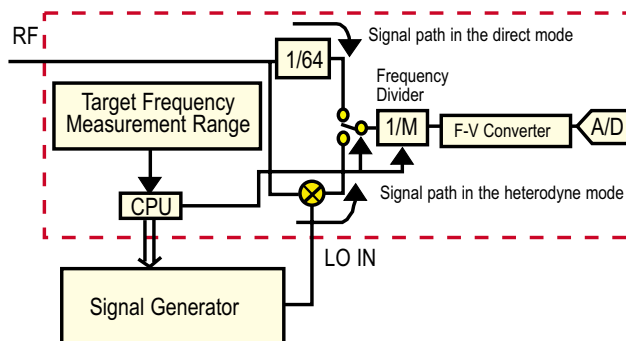 RF
Signal path in the direct mode
1/64
Target Frequency
Measurement Range
Frequency
Divider
1/M
F-V Converter
A/D
CPU
Signal path in the heterodyne mode
LO IN
Signal Generator